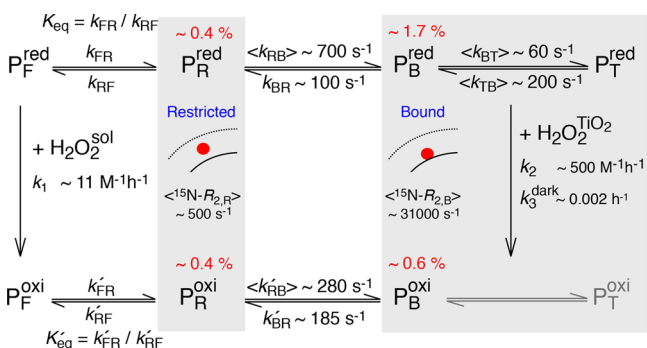 K_eq = k_FR / k_RF
~ 0.4 %
<k_RB> ~ 700 s⁻¹
~ 1.7 %
<k_BT> ~ 60 s⁻¹
P_F^red
k_FR
k_RF
P_R^red
k_BR ~ 100 s⁻¹
P_B^red
<k_TB> ~ 200 s⁻¹
P_T^red
Restricted
Bound
+ H₂O₂^sol
k₁ ~ 11 M⁻¹h⁻¹
<¹⁵N-R_2,R>
~ 500 s⁻¹
<¹⁵N-R_2,B>
~ 31000 s⁻¹
+ H₂O₂^TiO₂
k₂ ~ 500 M⁻¹h⁻¹
k₃^dark ~ 0.002 h⁻¹
~ 0.4 %
~ 0.6 %
P_F^oxi
k′_FR
k′_RF
P_R^oxi
<k′_RB> ~ 280 s⁻¹
k′_BR ~ 185 s⁻¹
P_B^oxi
P_T^oxi
K′_eq = k′_FR / k′_RF